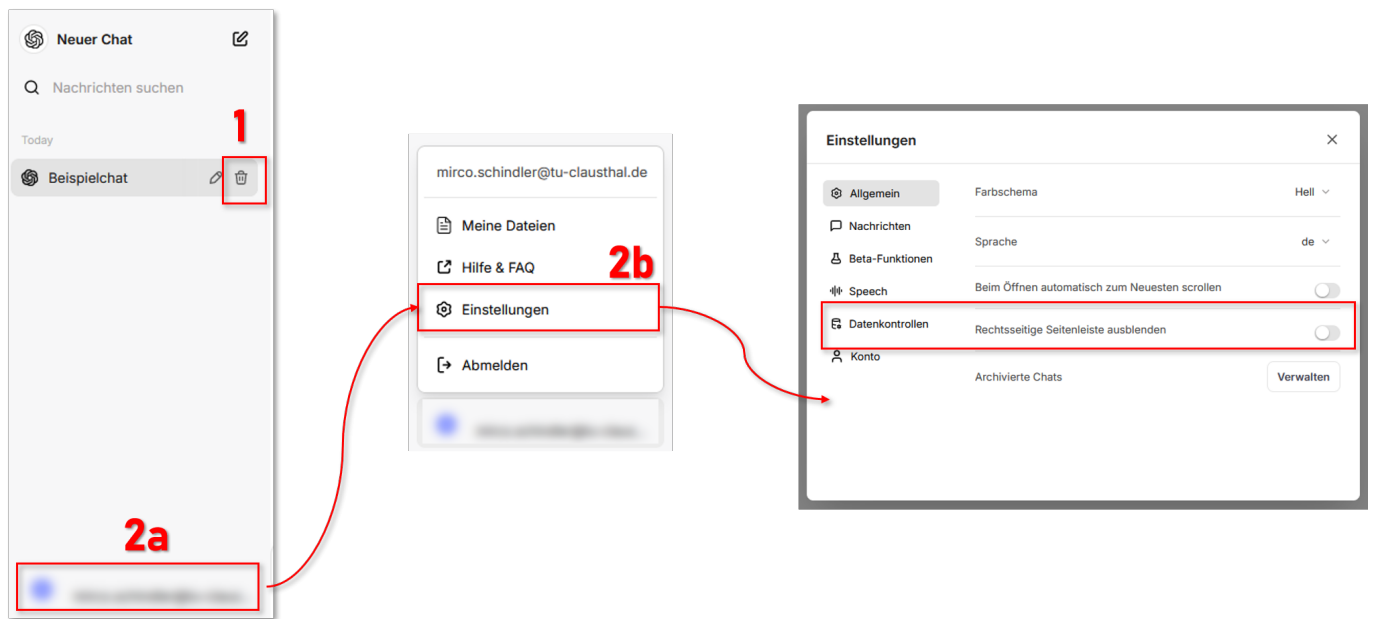 Neuer Chat
Nachrichten suchen
1
Today
Beispielchat
2a
mirco.schindler@tu-clausthal.de
Meine Dateien
Hilfe & FAQ
2b
Einstellungen
Abmelden
Einstellungen
Allgemein
Nachrichten
Beta-Funktionen
Speech
Datenkontrollen
Konto
Farbschema Hell
Sprache de
Beim Öffnen automatisch zum Neuesten scrollen
Rechtsseitige Seitenleiste ausblenden
Archivierte Chats Verwalten